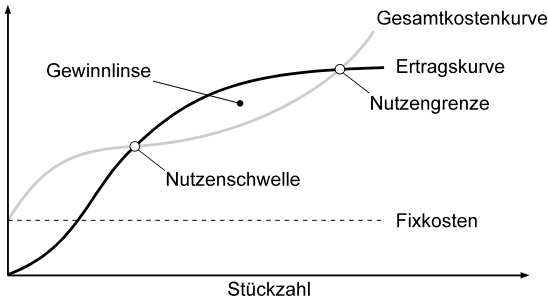 Gesamtkostenkurve
Gewinnlinse
Ertragskurve
Nutzengrenze
Nutzenschwelle
Fixkosten
Stückzahl